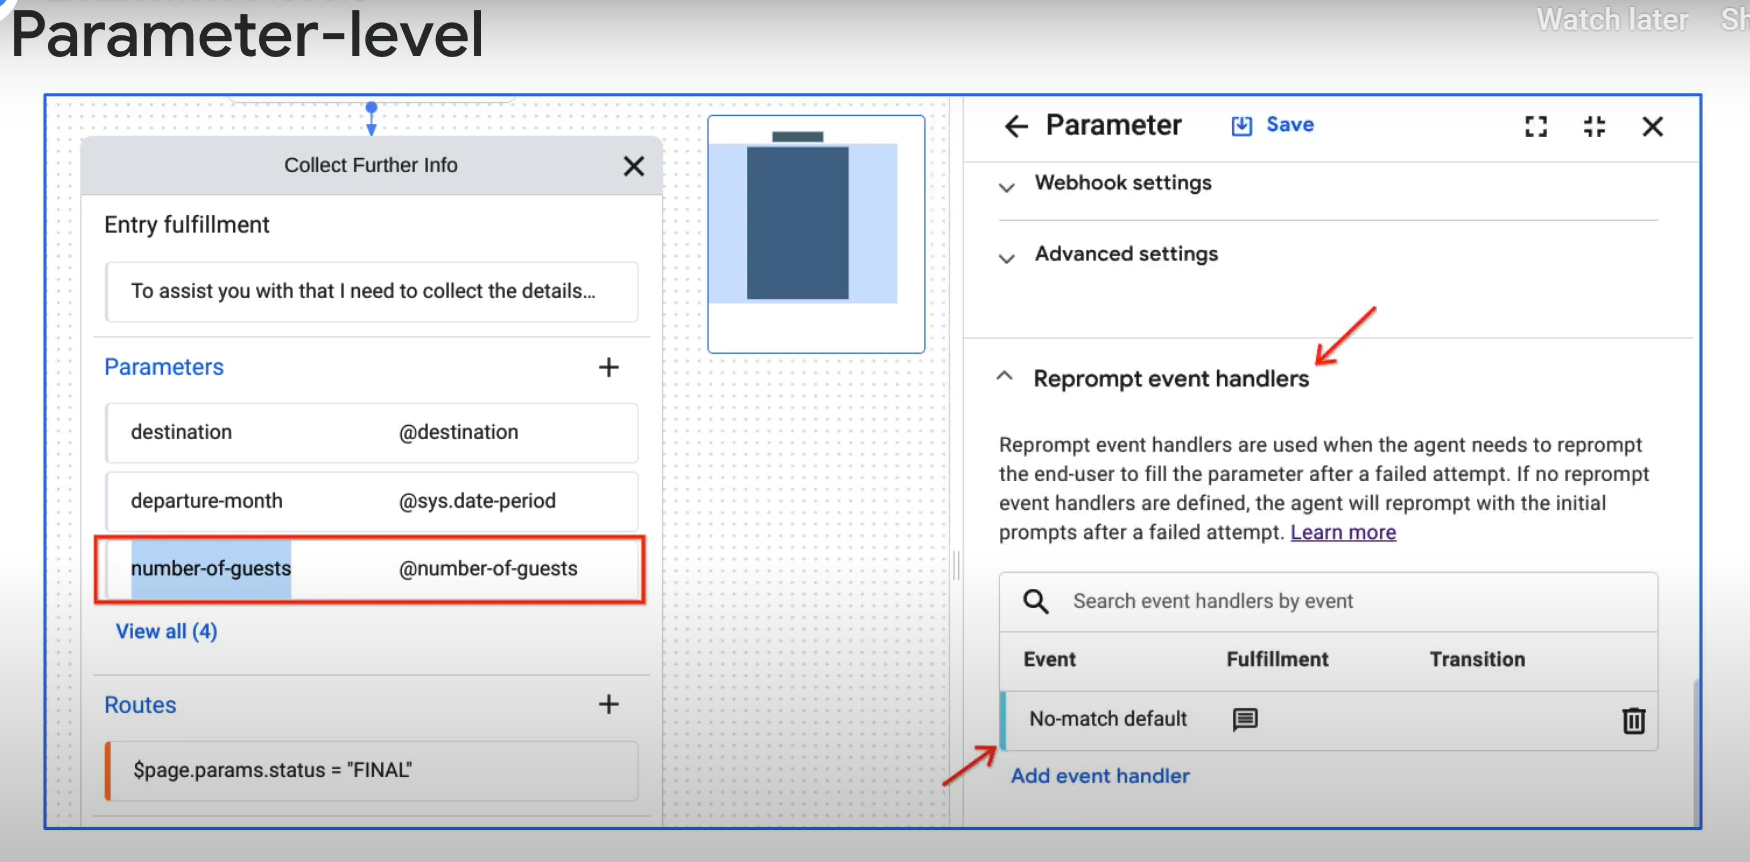 Parameter-level
Watch later
Sh
Collect Further Info
Entry fulfillment
To assist you with that I need to collect the details...
Parameters
destination @destination
departure-month @sys.date-period
number-of-guests @number-of-guests
View all (4)
Routes
$page.params.status = "FINAL"
Parameter
Save
Webhook settings
Advanced settings
Reprompt event handlers
Reprompt event handlers are used when the agent needs to reprompt
the end-user to fill the parameter after a failed attempt. If no reprompt
event handlers are defined, the agent will reprompt with the initial
prompts after a failed attempt. Learn more
Search event handlers by event
Event Fulfillment Transition
No-match default
Add event handler